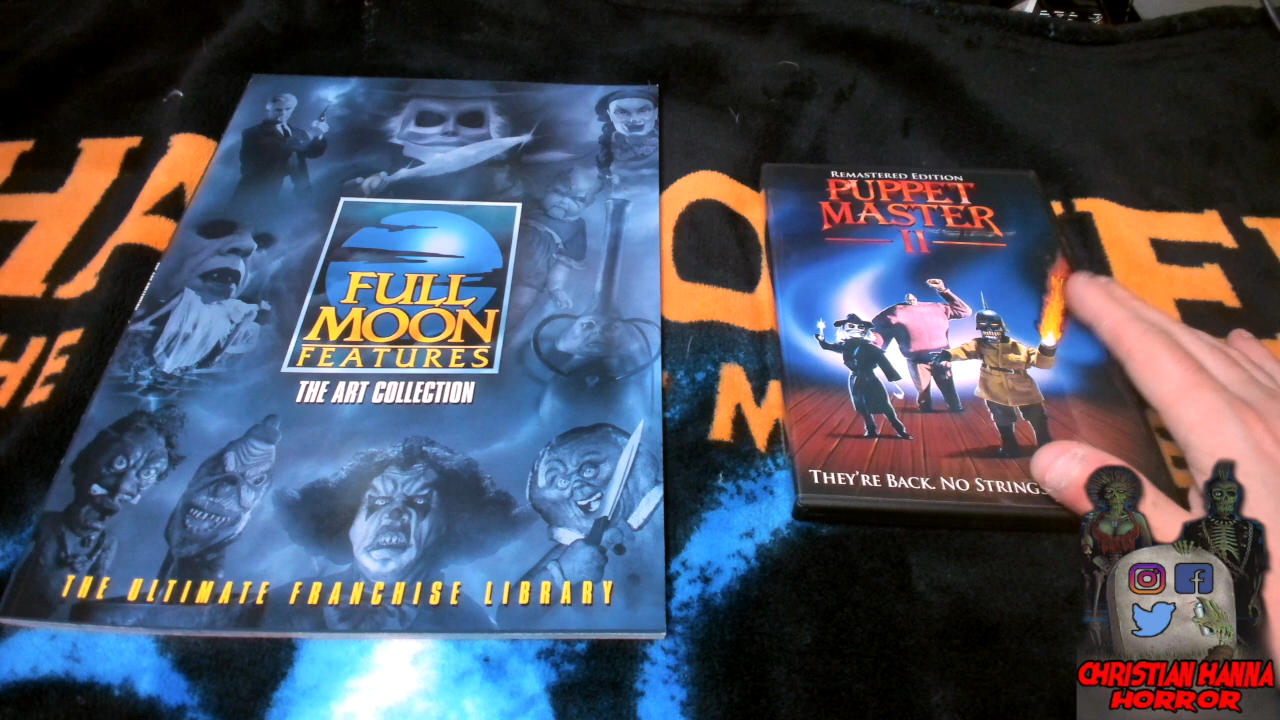 FULL
MOON
FEATURES
THE ART COLLECTION
THE ULTIMATE FRANCHISE LIBRARY
REMASTERED EDITION
PUPPET
MASTER
II
THEY'RE BACK. NO STRINGS
CHRISTIAN HANNA
HORROR